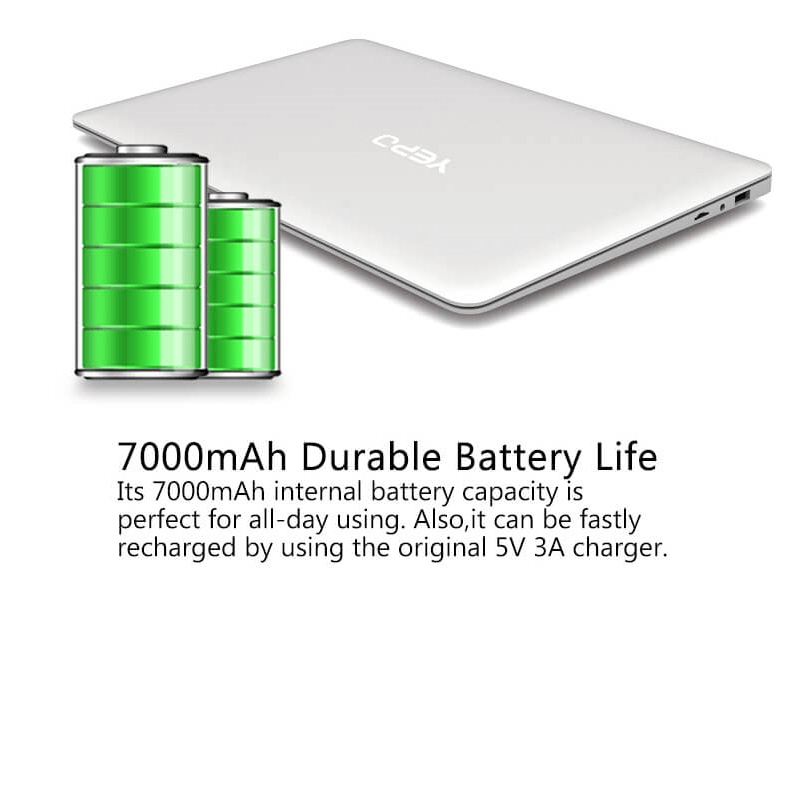 YEPO
7000mAh Durable Battery Life
Its 7000mAh internal battery capacity is
perfect for all-day using. Also,it can be fastly
recharged by using the original 5V 3A charger.